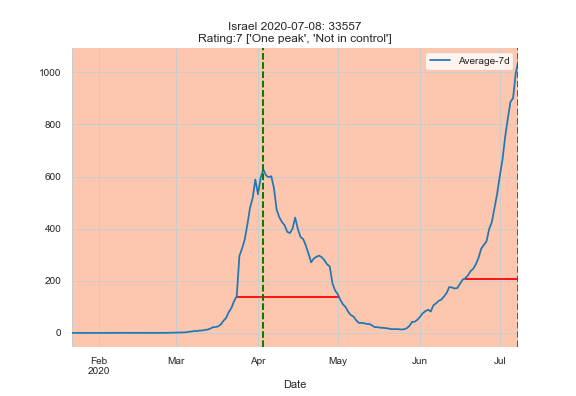 Israel 2020-07-08: 33557
Rating:7 ['One peak', 'Not in control']
Average-7d
1000
800
600
400
200
0
Feb
2020
Mar
Apr
May
Jun
Jul
Date